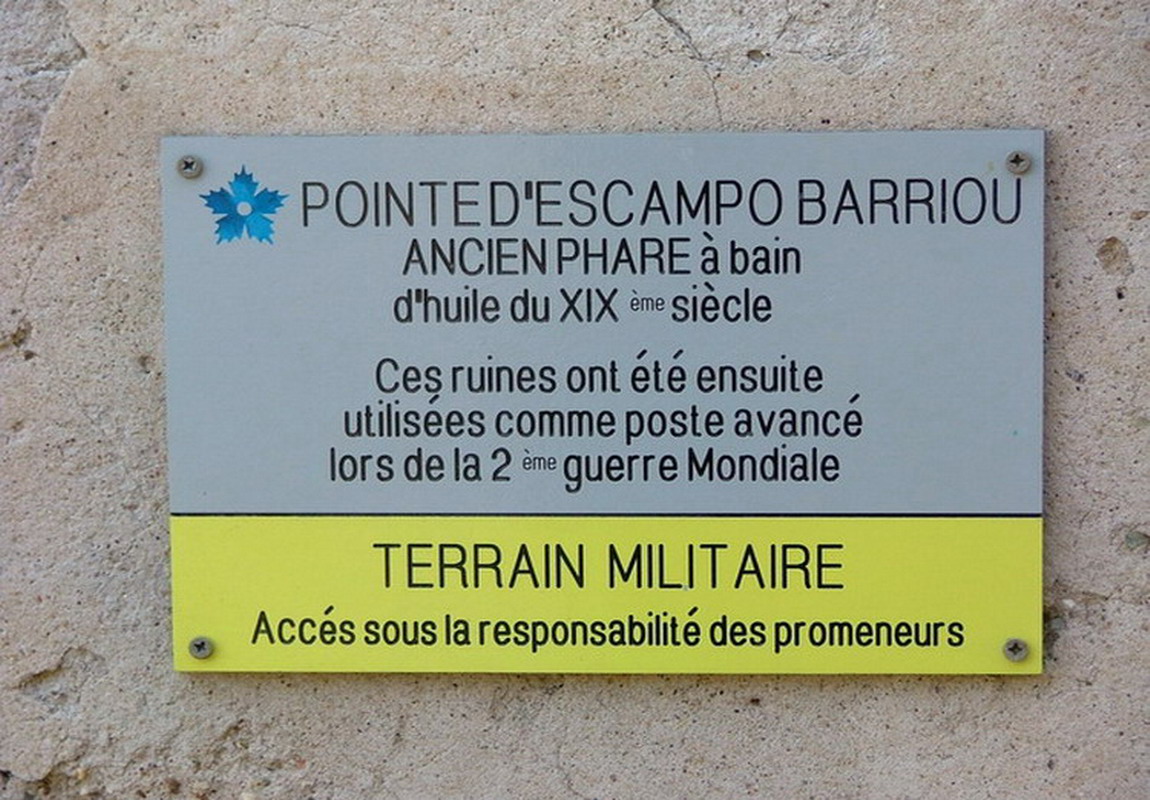 POINTE D'ESCAMPO BARRIOU
ANCIEN PHARE à bain
d'huile du XIX ème siècle
Ces ruines ont été ensuite
utilisées comme poste avancé
lors de la 2 ème guerre Mondiale
TERRAIN MILITAIRE
Accés sous la responsabilité des promeneurs